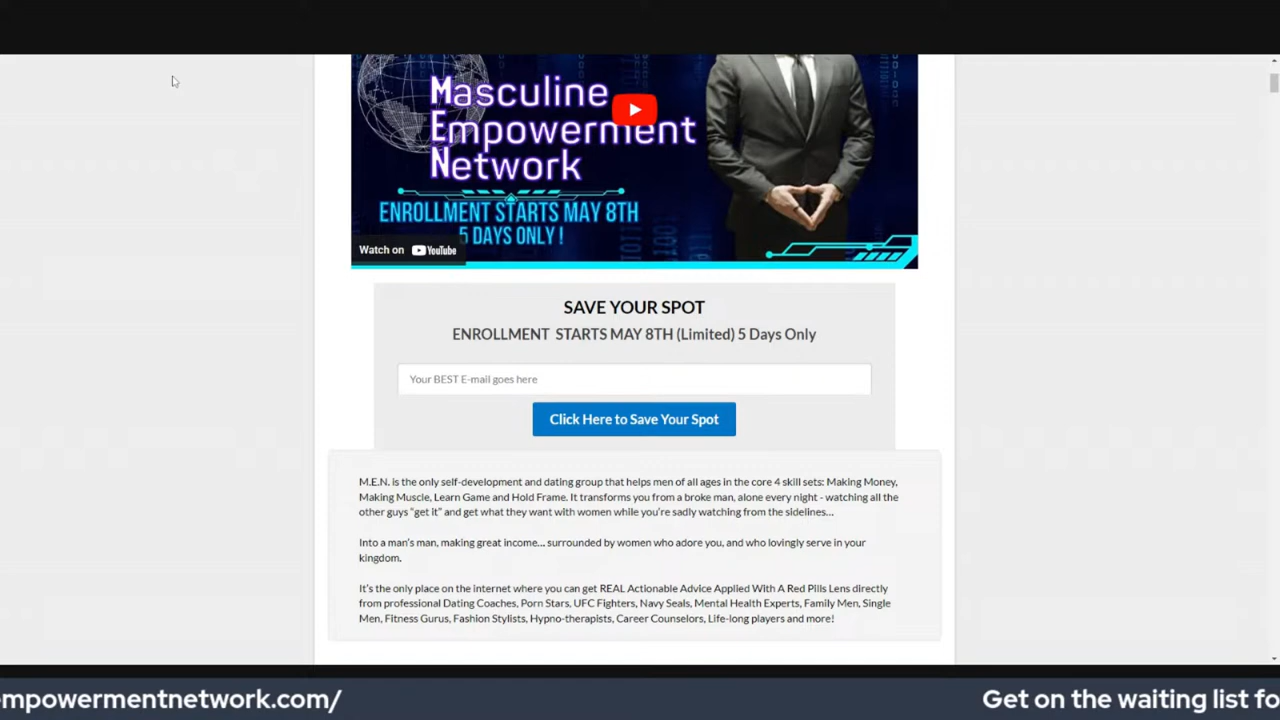 Masculine
Empowerment
Network
ENROLLMENT STARTS MAY 8TH
5 DAYS ONLY !
Watch on YouTube
SAVE YOUR SPOT
ENROLLMENT STARTS MAY 8TH (Limited) 5 Days Only
Your BEST E-mail goes here
Click Here to Save Your Spot
M.E.N. is the only self-development and dating group that helps men of all ages in the core 4 skill sets: Making Money,
Making Muscle, Learn Game and Hold Frame. It transforms you from a broke man, alone every night - watching all the
other guys “get it” and get what they want with women while you’re sadly watching from the sidelines...
Into a man’s man, making great income... surrounded by women who adore you, and who lovingly serve in your
kingdom.
It’s the only place on the internet where you can get REAL Actionable Advice Applied With A Red Pills Lens directly
from professional Dating Coaches, Porn Stars, UFC Fighters, Navy Seals, Mental Health Experts, Family Men, Single
Men, Fitness Gurus, Fashion Stylists, Hypno-therapists, Career Counselors, Life-long players and more!
empowermentnetwork.com/ Get on the waiting list fo